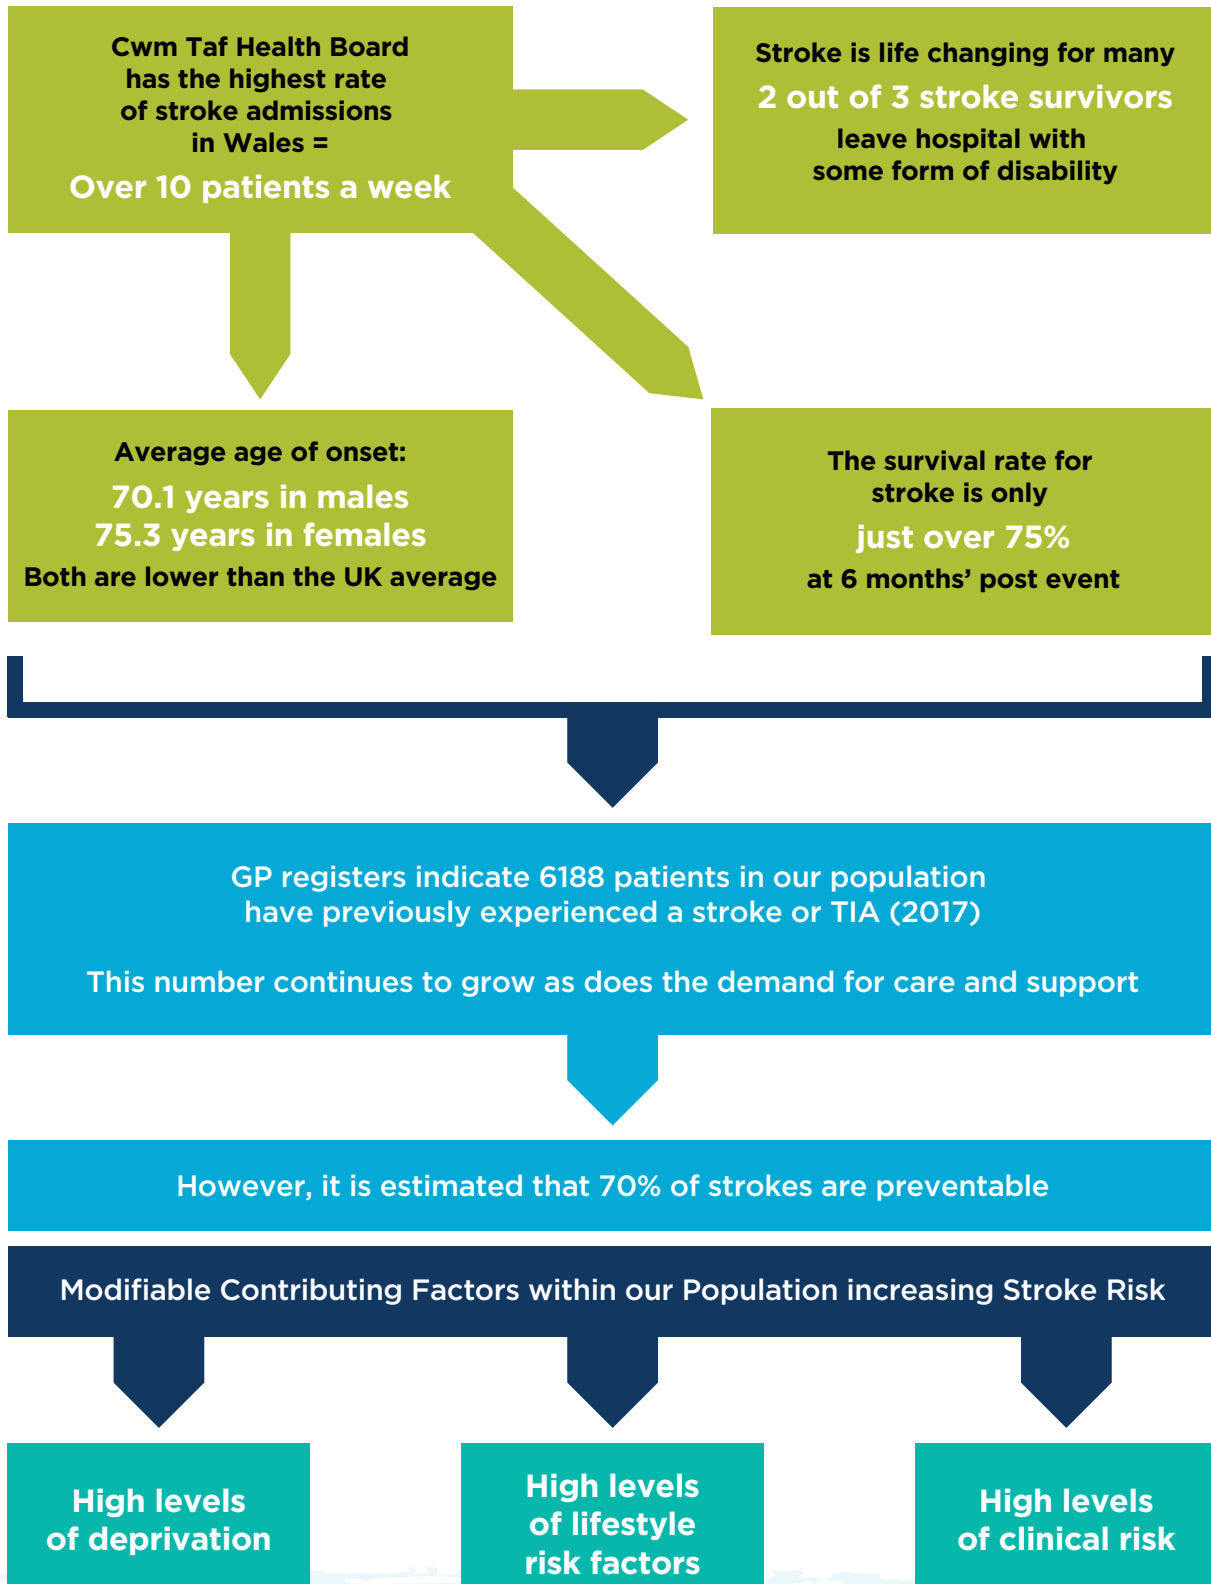 Cwm Taf Health Board
has the highest rate
of stroke admissions
in Wales =
Over 10 patients a week
Stroke is life changing for many
2 out of 3 stroke survivors
leave hospital with
some form of disability
Average age of onset:
70.1 years in males
75.3 years in females
Both are lower than the UK average
The survival rate for
stroke is only
just over 75%
at 6 months’ post event
GP registers indicate 6188 patients in our population
have previously experienced a stroke or TIA (2017)
This number continues to grow as does the demand for care and support
However, it is estimated that 70% of strokes are preventable
Modifiable Contributing Factors within our Population increasing Stroke Risk
High levels
of deprivation
High levels
of lifestyle
risk factors
High levels
of clinical risk